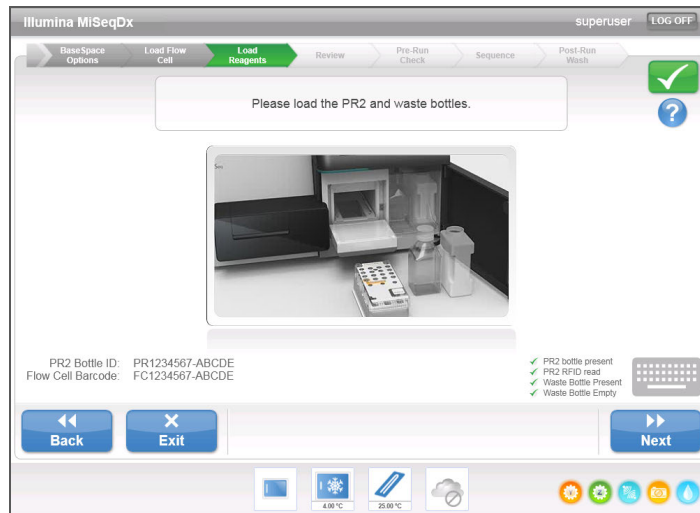 Illumina MiSeqDx
superuser
LOG OFF
BaseSpace
Options
Load Flow
Cell
Load
Reagents
Review
Pre-Run
Check
Sequence
Post-Run
Wash
Please load the PR2 and waste bottles.
PR2 Bottle ID: PR1234567-ABCDE
Flow Cell Barcode: FC1234567-ABCDE
PR2 bottle present
PR2 RFID read
Waste Bottle Present
Waste Bottle Empty
Back
Exit
Next
4.00 °C
25.00 °C